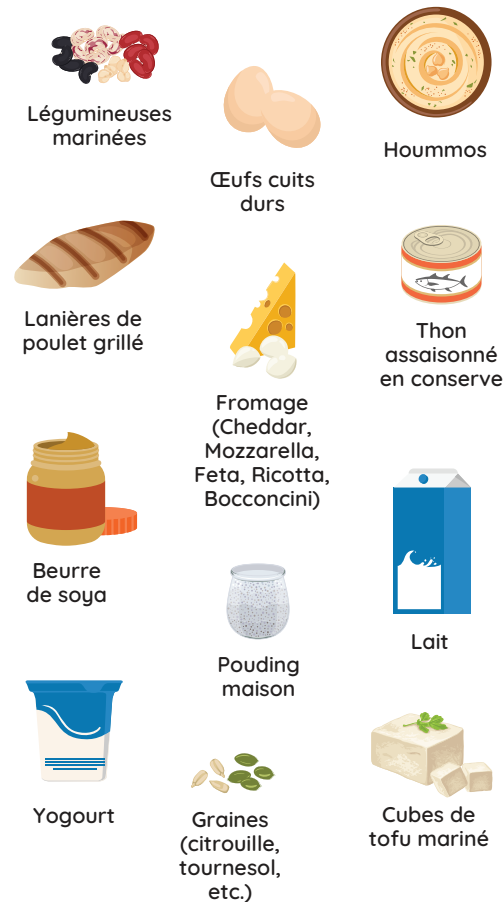 Légumineuses
marinées
Œufs cuits
durs
Hoummos
Lanières de
poulet grillé
Fromage
(Cheddar,
Mozzarella,
Feta, Ricotta,
Bocconcini)
Thon
assaisonné
en conserve
Beurre
de soya
Pouding
maison
Lait
Yogourt
Graines
(citrouille,
tournesol,
etc.)
Cubes de
tofu mariné